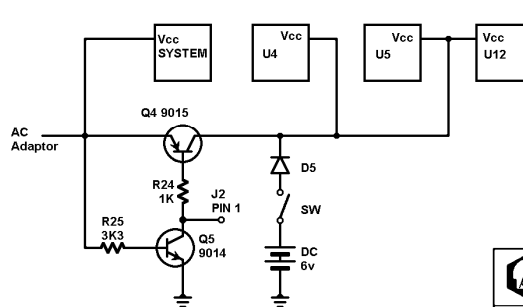 Vcc
SYSTEM
Vcc
U4
Vcc
U5
Vcc
U12
Q4 9015
AC
Adaptor
R24
1K
J2
PIN 1
D5
SW
R25
3K3
Q5
9014
DC
6v